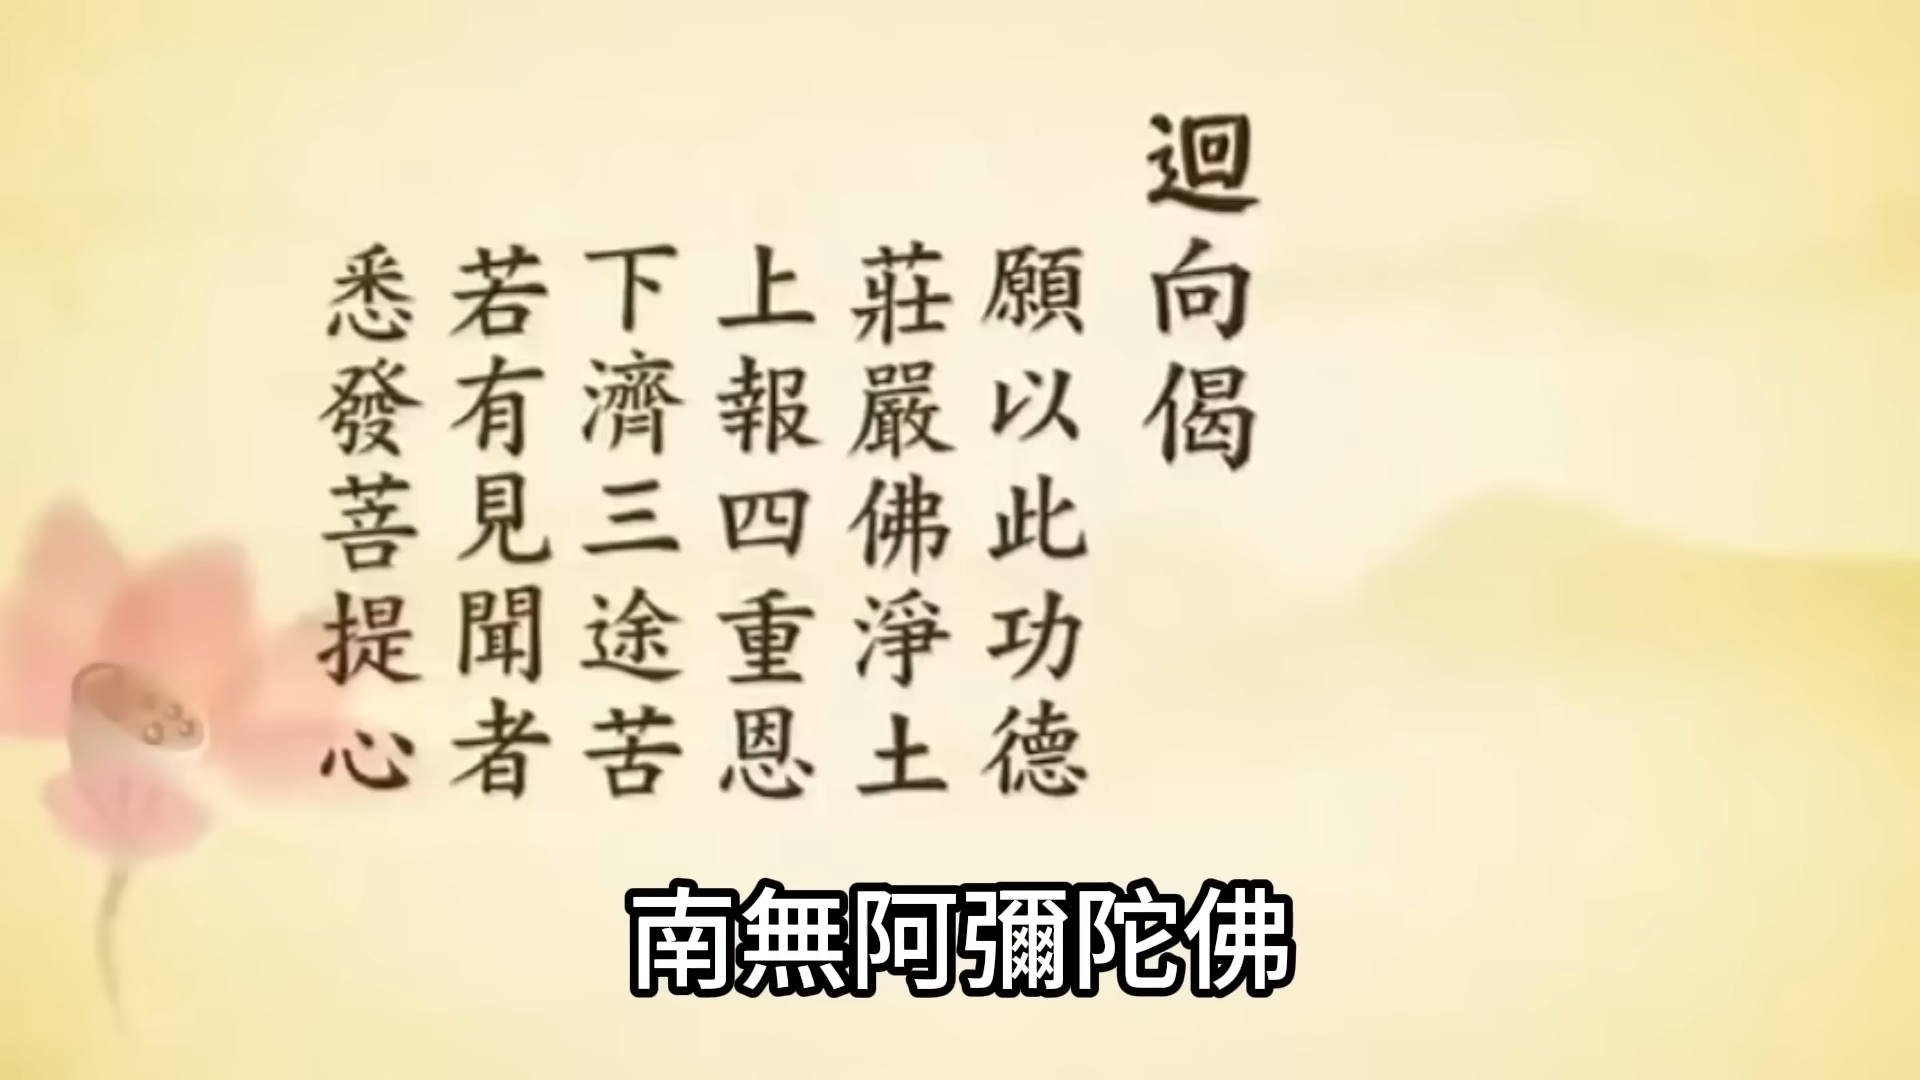 迴向偈
願以此功德
莊嚴佛淨土
上報四重恩
下濟三途苦
若有見聞者
悉發菩提心
南無阿彌陀佛